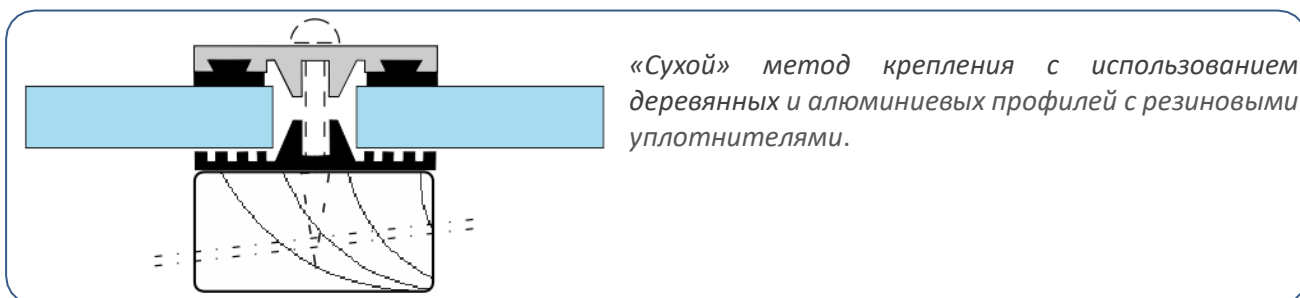 «Сухой» метод крепления с использованием
деревянных и алюминиевых профилей с резиновыми
уплотнителями.